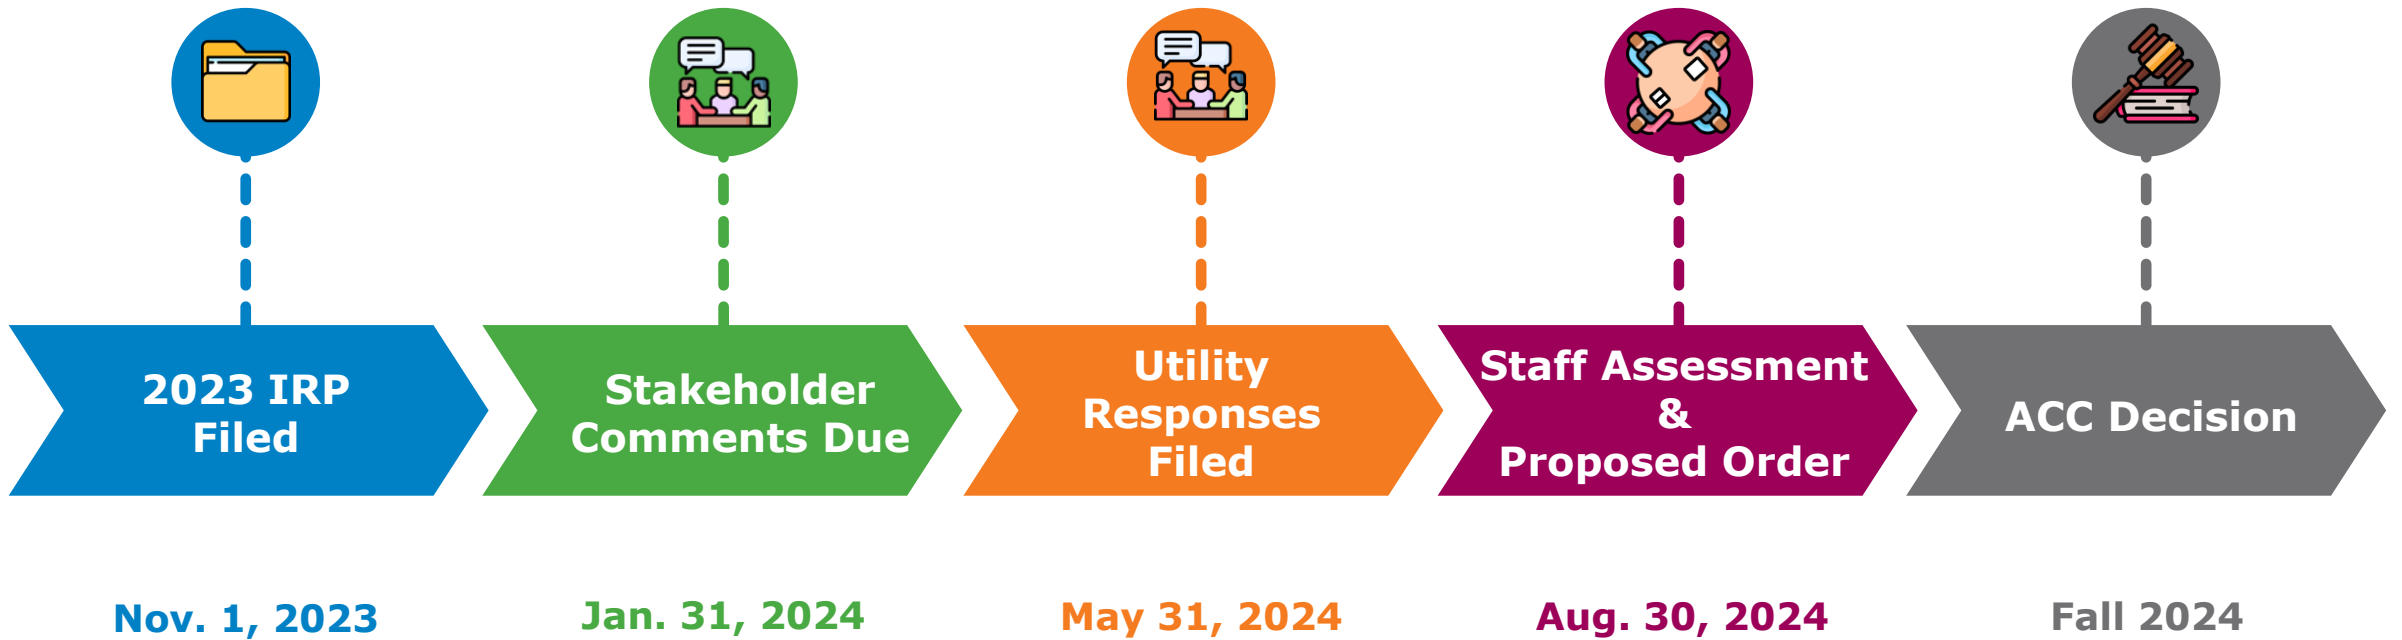 2023 IRP
Filed
Stakeholder
Comments Due
Utility
Responses
Filed
Staff Assessment
&
Proposed Order
ACC Decision
Nov. 1, 2023
Jan. 31, 2024
May 31, 2024
Aug. 30, 2024
Fall 2024